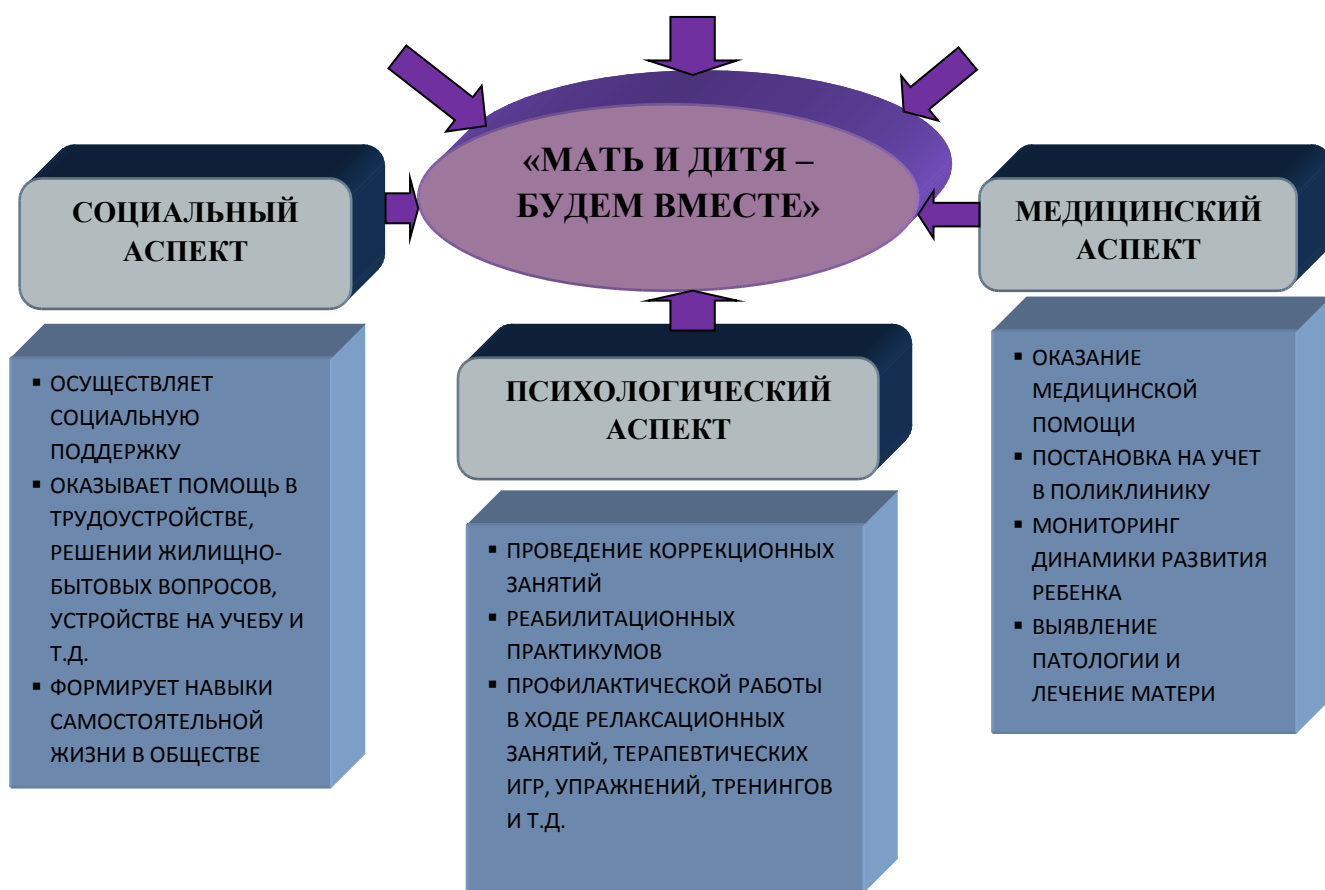 «МАТЬ И ДИТЯ –
БУДЕМ ВМЕСТЕ»
СОЦИАЛЬНЫЙ
АСПЕКТ
▪ ОСУЩЕСТВЛЯЕТ
СОЦИАЛЬНУЮ
ПОДДЕРЖКУ
▪ ОКАЗЫВАЕТ ПОМОЩЬ В
ТРУДОУСТРОЙСТВЕ,
РЕШЕНИИ ЖИЛИЩНО-
БЫТОВЫХ ВОПРОСОВ,
УСТРОЙСТВЕ НА УЧЕБУ И
Т.Д.
▪ ФОРМИРУЕТ НАВЫКИ
САМОСТОЯТЕЛЬНОЙ
ЖИЗНИ В ОБЩЕСТВЕ
ПСИХОЛОГИЧЕСКИЙ
АСПЕКТ
▪ ПРОВЕДЕНИЕ КОРРЕКЦИОННЫХ
ЗАНЯТИЙ
▪ РЕАБИЛИТАЦИОННЫХ
ПРАКТИКУМОВ
▪ ПРОФИЛАКТИЧЕСКОЙ РАБОТЫ
В ХОДЕ РЕЛАКСАЦИОННЫХ
ЗАНЯТИЙ, ТЕРАПЕВТИЧЕСКИХ
ИГР, УПРАЖНЕНИЙ, ТРЕНИНГОВ
И Т.Д.
МЕДИЦИНСКИЙ
АСПЕКТ
▪ ОКАЗАНИЕ
МЕДИЦИНСКОЙ
ПОМОЩИ
▪ ПОСТАНОВКА НА УЧЕТ
В ПОЛИКЛИНИКУ
▪ МОНИТОРИНГ
ДИНАМИКИ РАЗВИТИЯ
РЕБЕНКА
▪ ВЫЯВЛЕНИЕ
ПАТОЛОГИИ И
ЛЕЧЕНИЕ МАТЕРИ